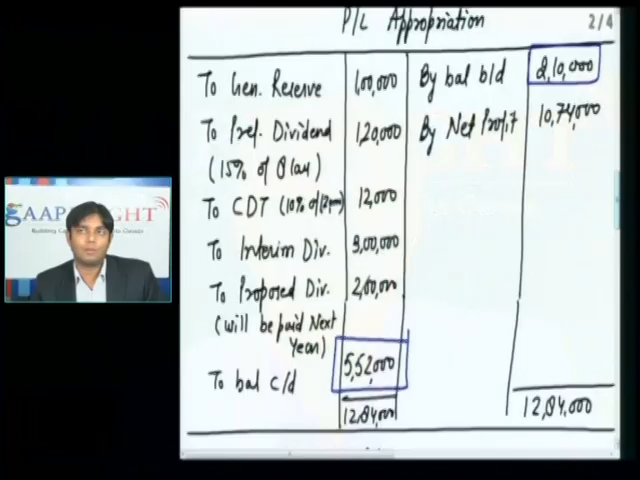 P/L Appropriation
2/4
To Gen. Reserve 1,00,000 By bal b/d 2,10,000
To Pref. Dividend 1,20,000 By Net Profit 10,74,000
(15% of 8 lac)
To CDT (10% of 12,000) 12,000
To Interim Div. 3,00,000
To Proposed Div. 2,00,000
(will be paid Next
Year)
To bal c/d 5,52,000
12,84,000 12,84,000
GAAP BRIGHT